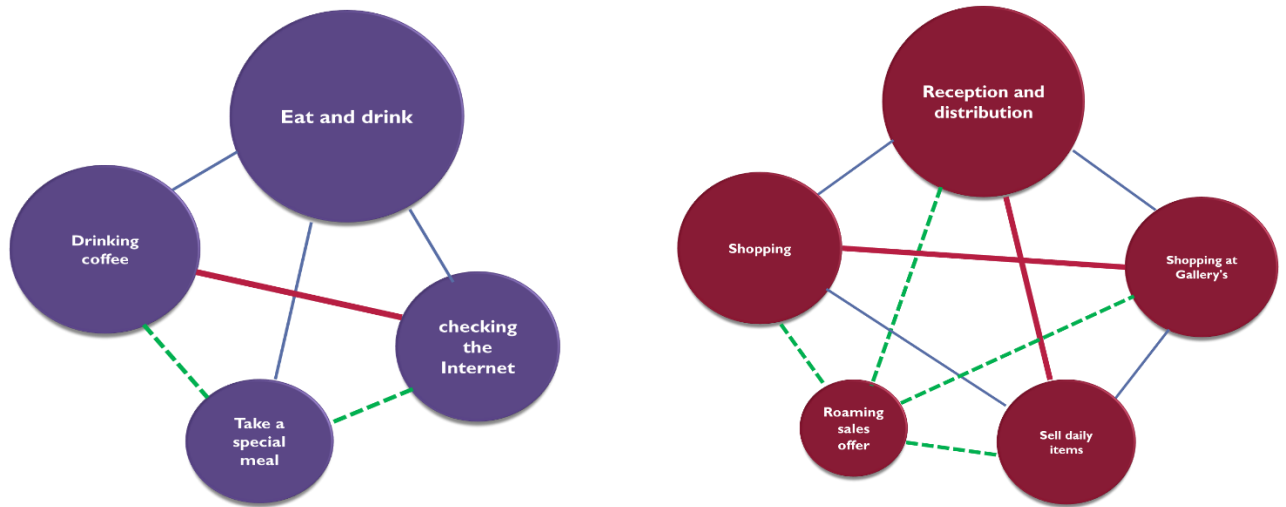 Eat and drink
Drinking
coffee
checking
the
Internet
Take a
special
meal
Reception and
distribution
Shopping
Shopping at
Gallery's
Roaming
sales
offer
Sell daily
items